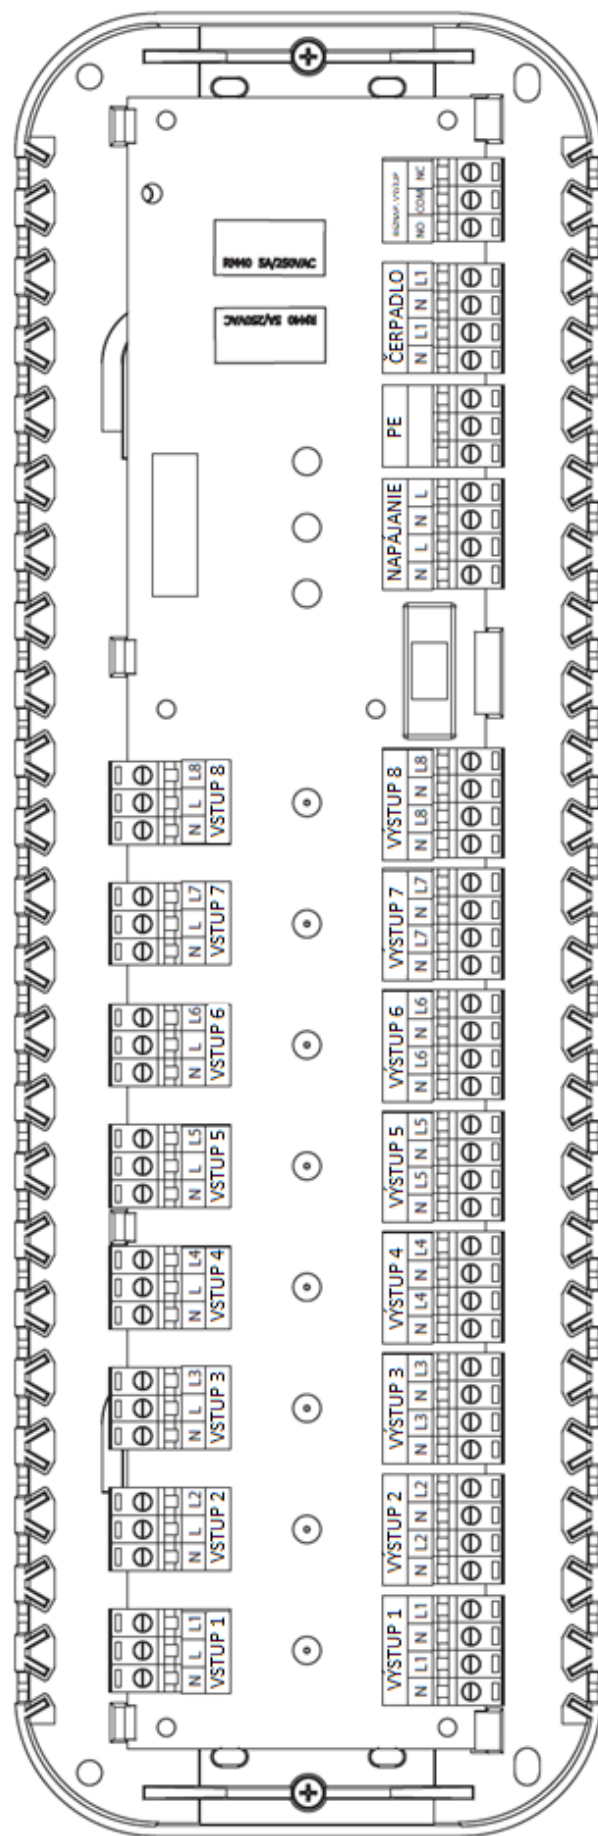 BEZNAP. VÝSTUP
NO COM NC
RM40 5A/250VAC
RM40 5A/250VAC
ČERPADLO
N L1 N L1
PE
NAPÁJANIE
N L N L
N L L8
VSTUP 8
VÝSTUP 8
N L8 N L8
N L L7
VSTUP 7
VÝSTUP 7
N L7 N L7
N L L6
VSTUP 6
VÝSTUP 6
N L6 N L6
N L L5
VSTUP 5
VÝSTUP 5
N L5 N L5
N L L4
VSTUP 4
VÝSTUP 4
N L4 N L4
N L L3
VSTUP 3
VÝSTUP 3
N L3 N L3
N L L2
VSTUP 2
VÝSTUP 2
N L2 N L2
N L L1
VSTUP 1
VÝSTUP 1
N L1 N L1